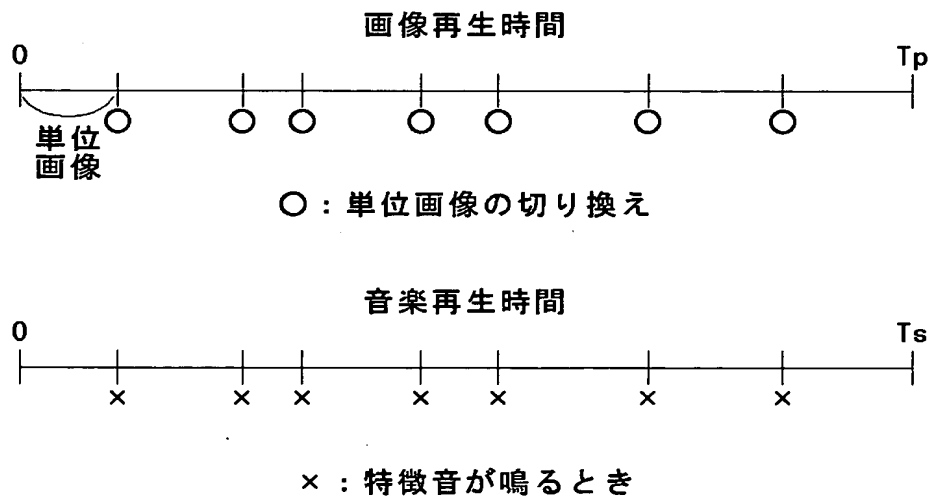 画像再生時間
0 Tp
単位
画像
○：単位画像の切り換え
音楽再生時間
0 Ts
×：特徴音が鳴るとき